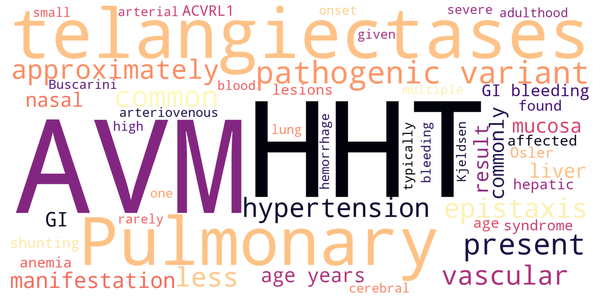 small arterial ACVRL1 onset severe adulthood
telangiectases
given
approximately pathogenic variant
Buscarini blood lesions multiple GI bleeding
nasal common found
arteriovenous
high
AVM HHT
lung hemorrhage typically bleeding Kjeldsen result commonly
mucosa
affected
Osler
liver
hepatic
one
GI rarely hypertension epistaxis
age syndrome
shunting Pulmonary present
anemia
manifestation less age years vascular
cerebral